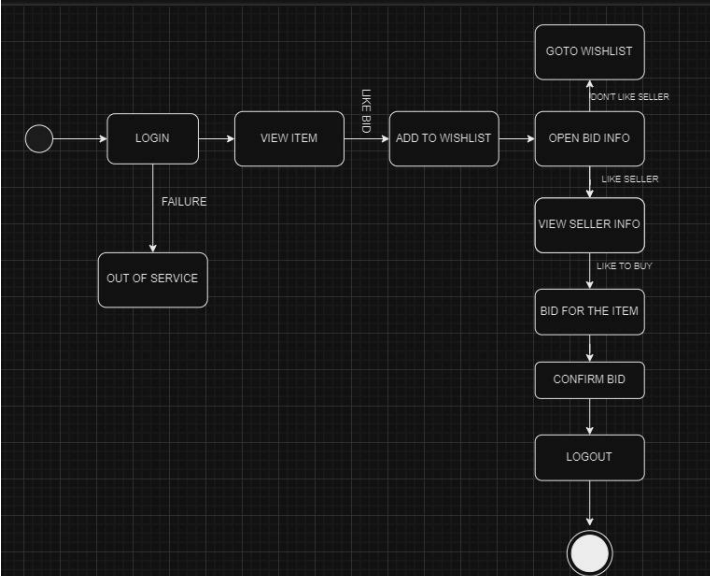 GOTO WISHLIST
DON'T LIKE SELLER
LIKE BID
LOGIN
VIEW ITEM
ADD TO WISHLIST
OPEN BID INFO
LIKE SELLER
FAILURE
VIEW SELLER INFO
LIKE TO BUY
OUT OF SERVICE
BID FOR THE ITEM
CONFIRM BID
LOGOUT